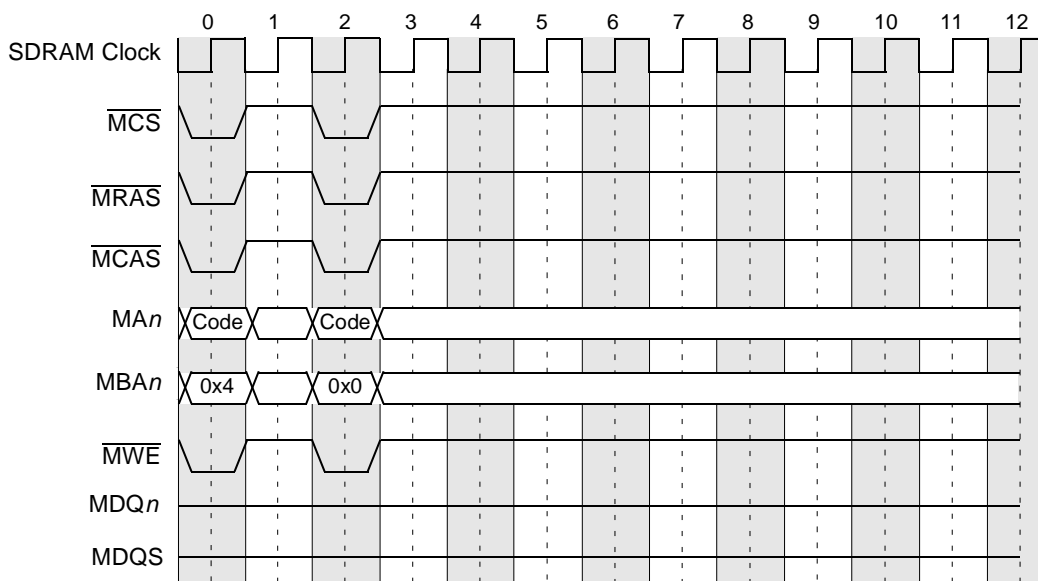 0 1 2 3 4 5 6 7 8 9 10 11 12
SDRAM Clock
MCS
MRAS
MCAS
MAn Code Code
MBAn 0x4 0x0
MWE
MDQn
MDQS